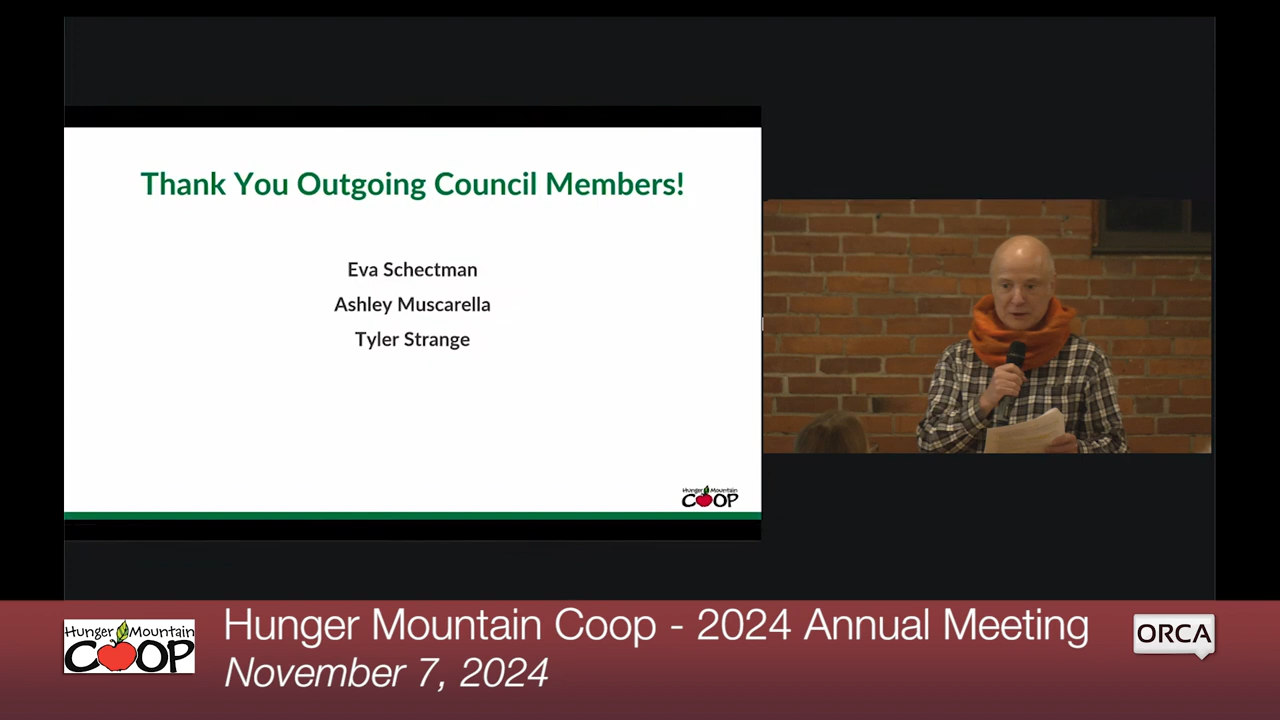 Thank You Outgoing Council Members!
Eva Schectman
Ashley Muscarella
Tyler Strange
Hunger Mountain
COOP
Hunger Mountain
COOP
Hunger Mountain Coop - 2024 Annual Meeting
November 7, 2024
ORCA